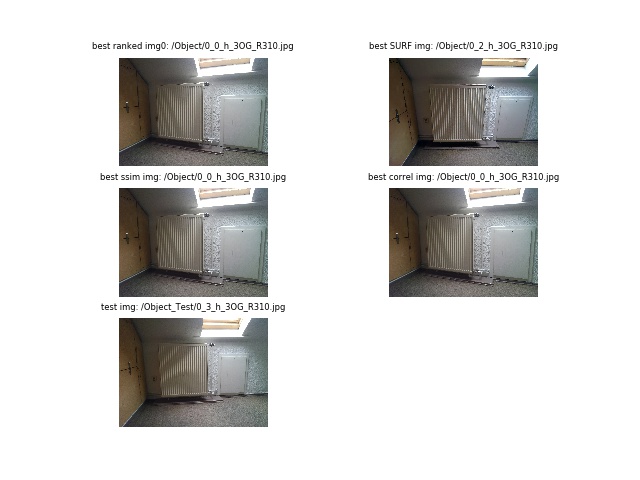 best ranked img0: /Object/0_0_h_3OG_R310.jpg
best SURF img: /Object/0_2_h_3OG_R310.jpg
best ssim img: /Object/0_0_h_3OG_R310.jpg
best correl img: /Object/0_0_h_3OG_R310.jpg
test img: /Object_Test/0_3_h_3OG_R310.jpg